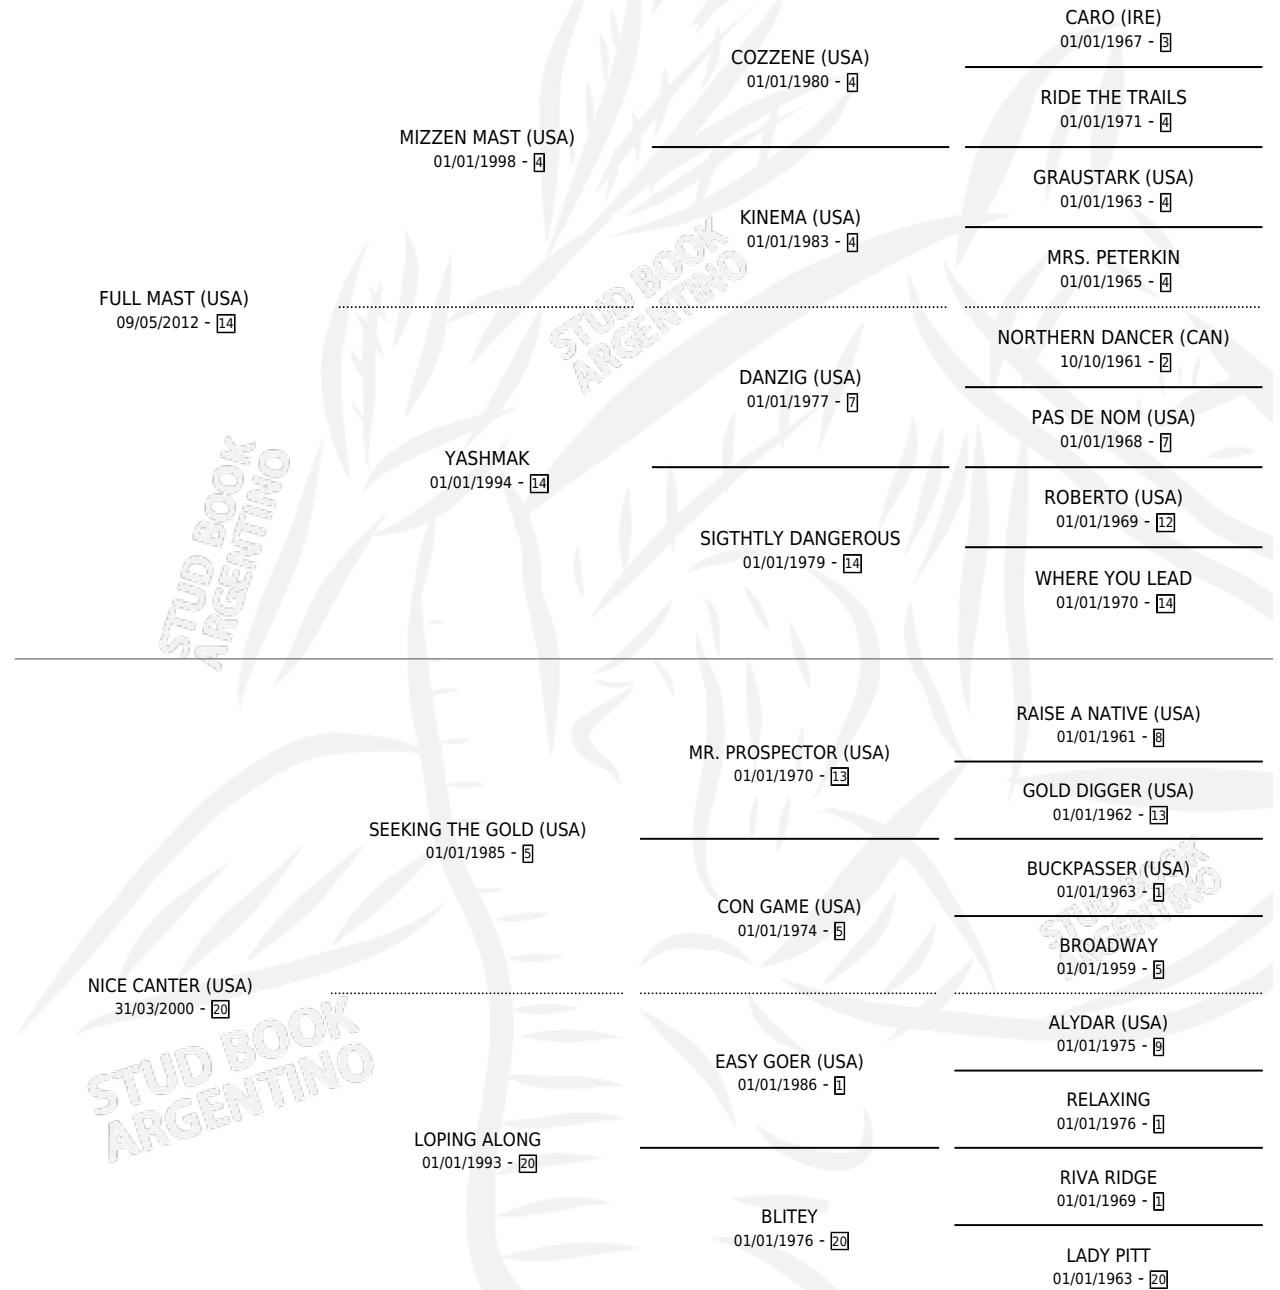 CARO (IRE)
01/01/1967 - 3
COZZENE (USA)
01/01/1980 - 4
RIDE THE TRAILS
01/01/1971 - 4
MIZZEN MAST (USA)
01/01/1998 - 4
GRAUSTARK (USA)
01/01/1963 - 4
KINEMA (USA)
01/01/1983 - 4
MRS. PETERKIN
01/01/1965 - 4
FULL MAST (USA)
09/05/2012 - 14
NORTHERN DANCER (CAN)
10/10/1961 - 2
DANZIG (USA)
01/01/1977 - 7
PAS DE NOM (USA)
01/01/1968 - 7
YASHMAK
01/01/1994 - 14
ROBERTO (USA)
01/01/1969 - 12
SIGTHTLY DANGEROUS
01/01/1979 - 14
WHERE YOU LEAD
01/01/1970 - 14
STUD BOOK
ARGENTINO
STUD BOOK
ARGENTINO
RAISE A NATIVE (USA)
01/01/1961 - 8
MR. PROSPECTOR (USA)
01/01/1970 - 13
GOLD DIGGER (USA)
01/01/1962 - 13
SEEKING THE GOLD (USA)
01/01/1985 - 5
BUCKPASSER (USA)
01/01/1963 - 1
CON GAME (USA)
01/01/1974 - 5
BROADWAY
01/01/1959 - 5
NICE CANTER (USA)
31/03/2000 - 20
ALYDAR (USA)
01/01/1975 - 9
EASY GOER (USA)
01/01/1986 - 1
RELAXING
01/01/1976 - 1
LOPING ALONG
01/01/1993 - 20
RIVA RIDGE
01/01/1969 - 1
BLITEY
01/01/1976 - 20
LADY PITT
01/01/1963 - 20
STUD BOOK
ARGENTINO
STUD BOOK
ARGENTINO